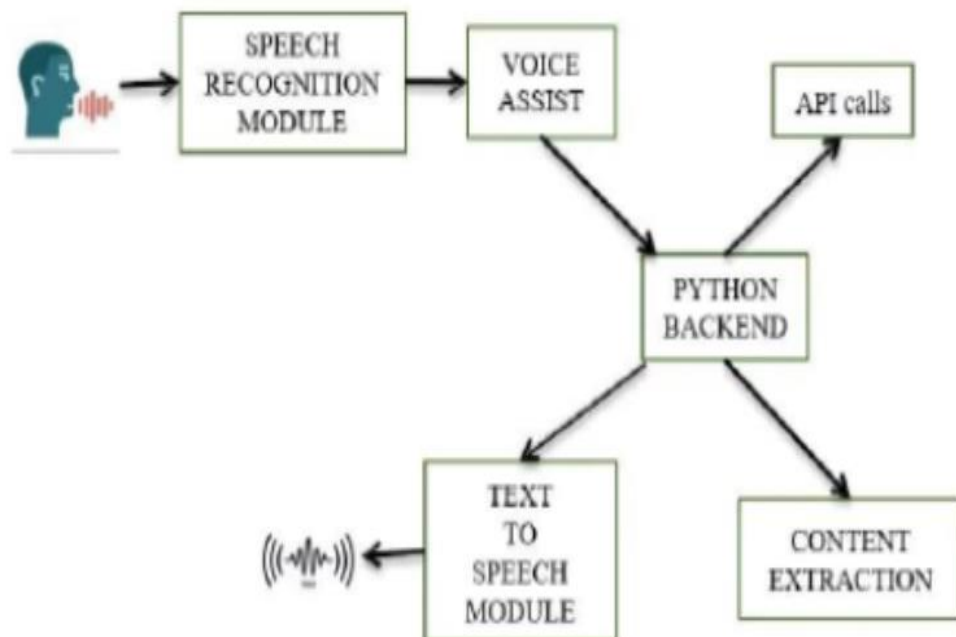 SPEECH
RECOGNITION
MODULE
VOICE
ASSIST
API calls
PYTHON
BACKEND
TEXT
TO
SPEECH
MODULE
CONTENT
EXTRACTION